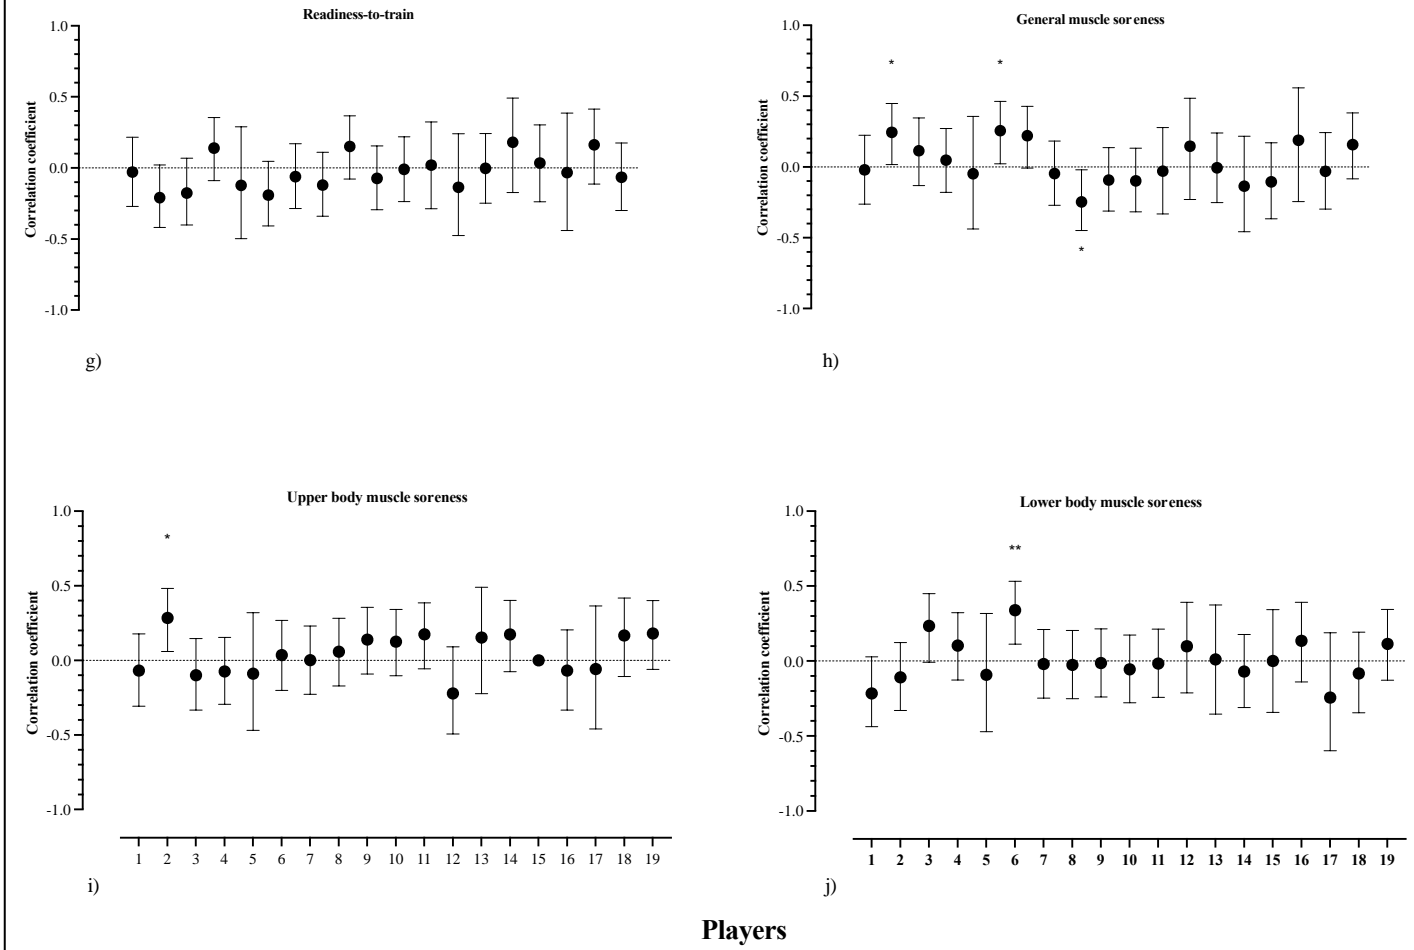 Readiness-to-train
1.0
0.5
0.0
-0.5
-1.0
Correlation coefficient
g)
General muscle soreness
1.0
0.5
0.0
-0.5
-1.0
Correlation coefficient
*
*
*
h)
Upper body muscle soreness
1.0
0.5
0.0
-0.5
-1.0
Correlation coefficient
*
1 2 3 4 5 6 7 8 9 10 11 12 13 14 15 16 17 18 19
i)
Lower body muscle soreness
1.0
0.5
0.0
-0.5
-1.0
Correlation coefficient
**
1 2 3 4 5 6 7 8 9 10 11 12 13 14 15 16 17 18 19
j)
Players